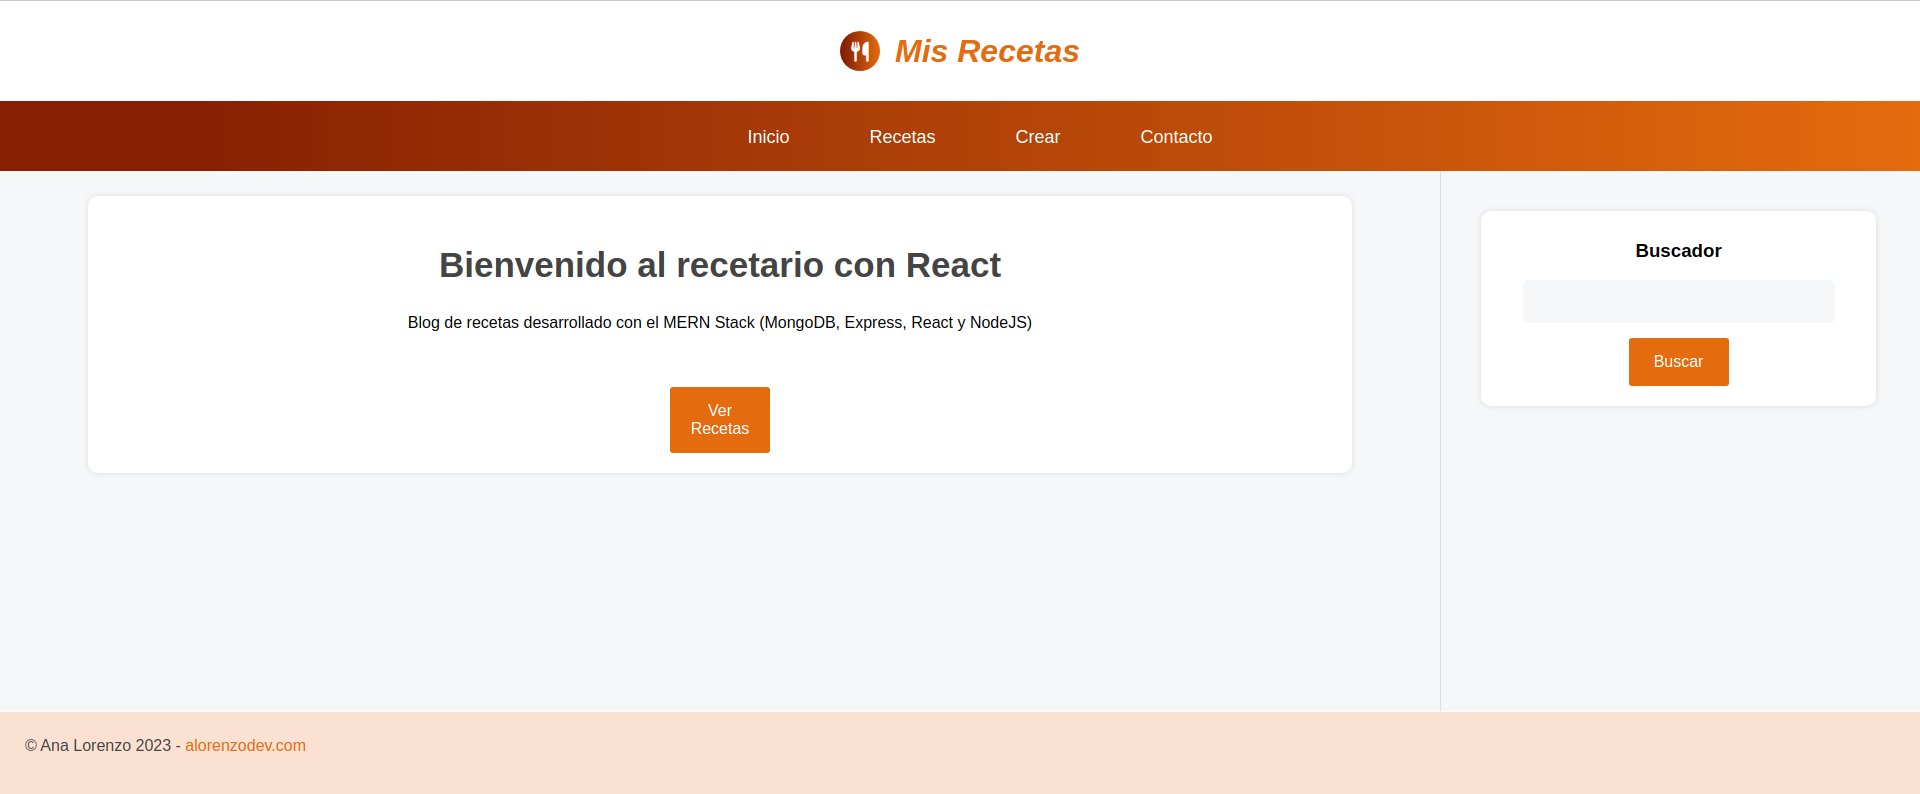 Mis Recetas
Inicio Recetas Crear Contacto
Bienvenido al recetario con React
Blog de recetas desarrollado con el MERN Stack (MongoDB, Express, React y NodeJS)
Ver
Recetas
Buscador
Buscar
© Ana Lorenzo 2023 - alorenzodev.com